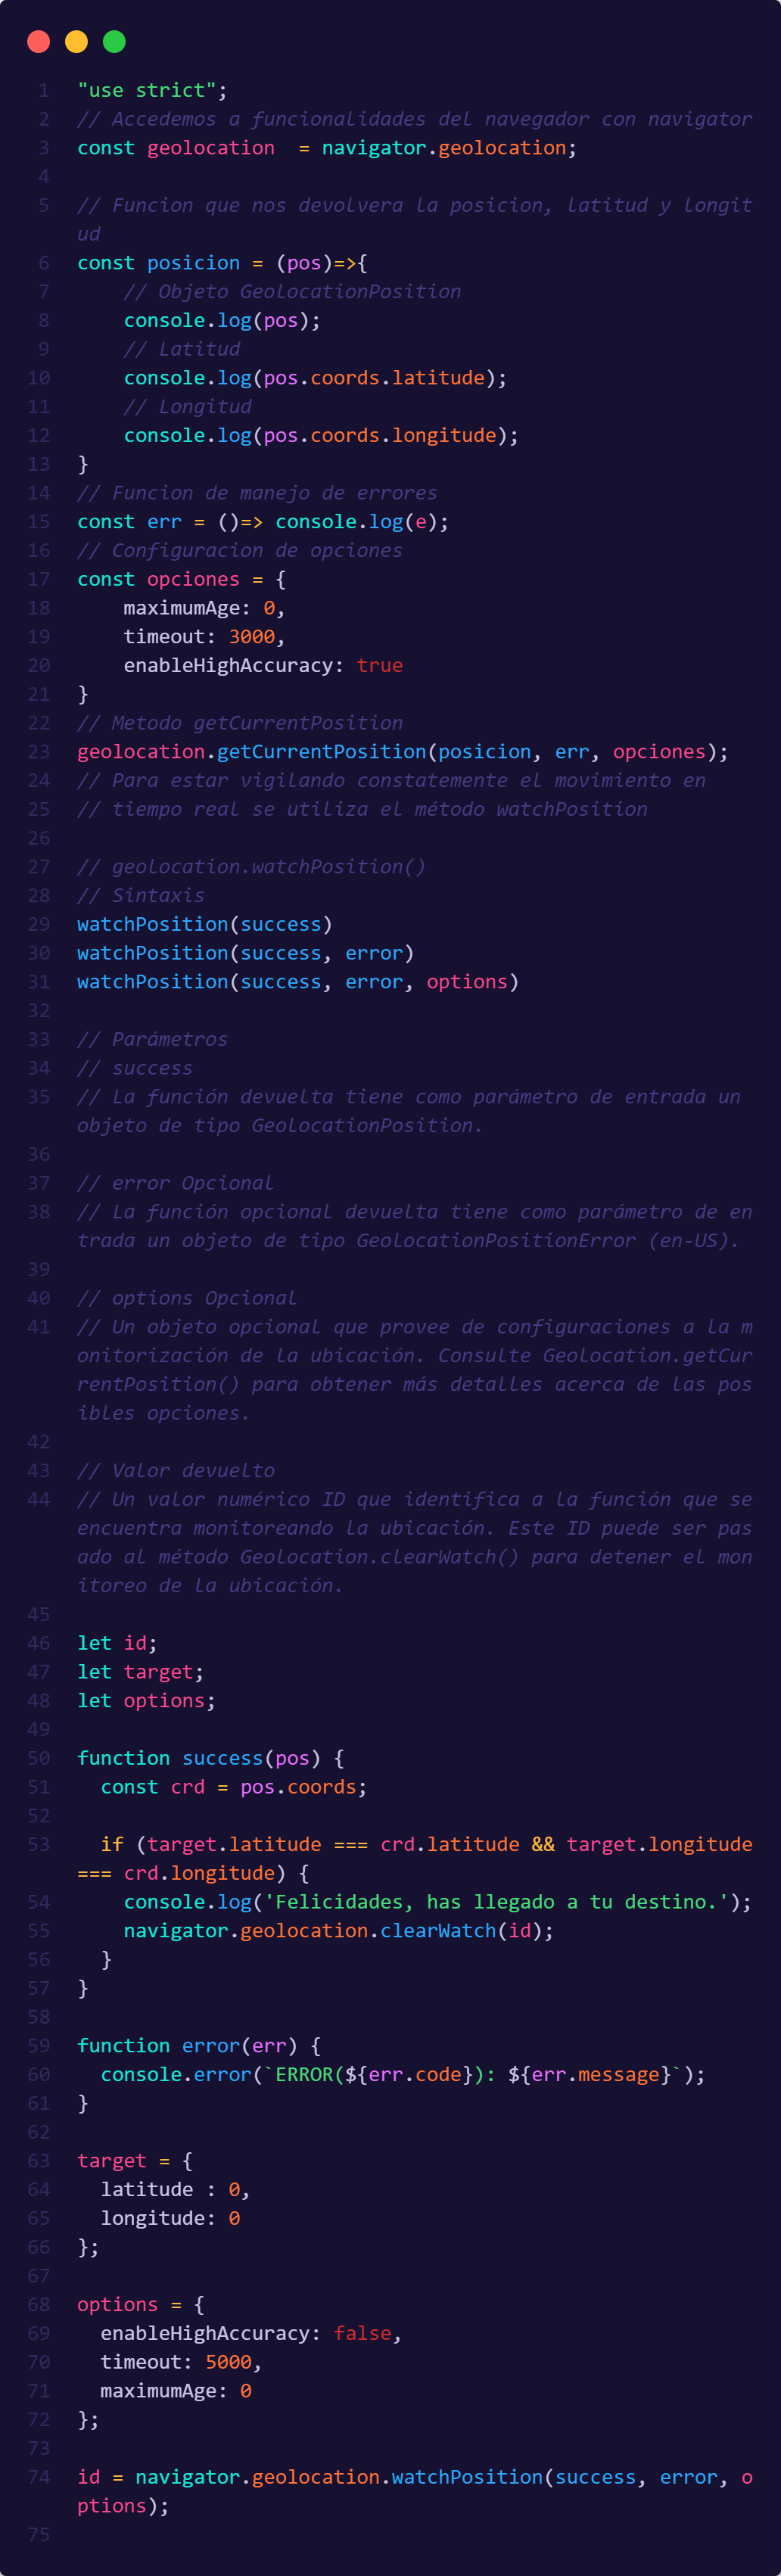 1 "use strict";
2 // Accedemos a funcionalidades del navegador con navigator
3 const geolocation  = navigator.geolocation;
4
5 // Funcion que nos devolvera la posicion, latitud y longit
ud
6 const posicion = (pos)=>{
7     // Objeto GeolocationPosition
8     console.log(pos);
9     // Latitud
10     console.log(pos.coords.latitude);
11     // Longitud
12     console.log(pos.coords.longitude);
13 }
14 // Funcion de manejo de errores
15 const err = ()=> console.log(e);
16 // Configuracion de opciones
17 const opciones = {
18     maximumAge: 0,
19     timeout: 3000,
20     enableHighAccuracy: true
21 }
22 // Metodo getCurrentPosition
23 geolocation.getCurrentPosition(posicion, err, opciones);
24 // Para estar vigilando constatemente el movimiento en
25 // tiempo real se utiliza el método watchPosition
26
27 // geolocation.watchPosition()
28 // Sintaxis
29 watchPosition(success)
30 watchPosition(success, error)
31 watchPosition(success, error, options)
32
33 // Parámetros
34 // success
35 // La función devuelta tiene como parámetro de entrada un
objeto de tipo GeolocationPosition.
36
37 // error Opcional
38 // La función opcional devuelta tiene como parámetro de en
trada un objeto de tipo GeolocationPositionError (en-US).
39
40 // options Opcional
41 // Un objeto opcional que provee de configuraciones a la m
onitorización de la ubicación. Consulte Geolocation.getCur
rentPosition() para obtener más detalles acerca de las pos
ibles opciones.
42
43 // Valor devuelto
44 // Un valor numérico ID que identifica a la función que se
encuentra monitoreando la ubicación. Este ID puede ser pas
ado al método Geolocation.clearWatch() para detener el mon
itoreo de la ubicación.
45
46 let id;
47 let target;
48 let options;
49
50 function success(pos) {
51   const crd = pos.coords;
52
53   if (target.latitude === crd.latitude && target.longitude
=== crd.longitude) {
54     console.log('Felicidades, has llegado a tu destino.');
55     navigator.geolocation.clearWatch(id);
56   }
57 }
58
59 function error(err) {
60   console.error(`ERROR(${err.code}): ${err.message}`);
61 }
62
63 target = {
64   latitude : 0,
65   longitude: 0
66 };
67
68 options = {
69   enableHighAccuracy: false,
70   timeout: 5000,
71   maximumAge: 0
72 };
73
74 id = navigator.geolocation.watchPosition(success, error, o
ptions);
75